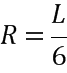 R = L/6